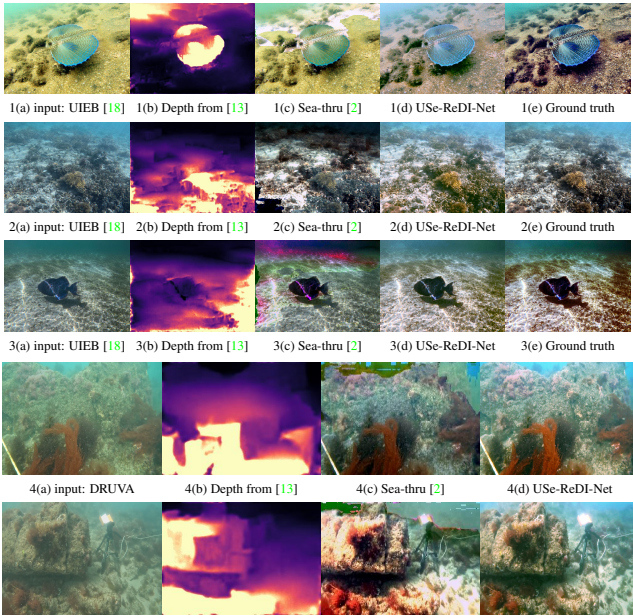 1(a) input: UIEB [18] 1(b) Depth from [13] 1(c) Sea-thru [2] 1(d) USe-ReDI-Net 1(e) Ground truth
2(a) input: UIEB [18] 2(b) Depth from [13] 2(c) Sea-thru [2] 2(d) USe-ReDI-Net 2(e) Ground truth
3(a) input: UIEB [18] 3(b) Depth from [13] 3(c) Sea-thru [2] 3(d) USe-ReDI-Net 3(e) Ground truth
4(a) input: DRUVA 4(b) Depth from [13] 4(c) Sea-thru [2] 4(d) USe-ReDI-Net